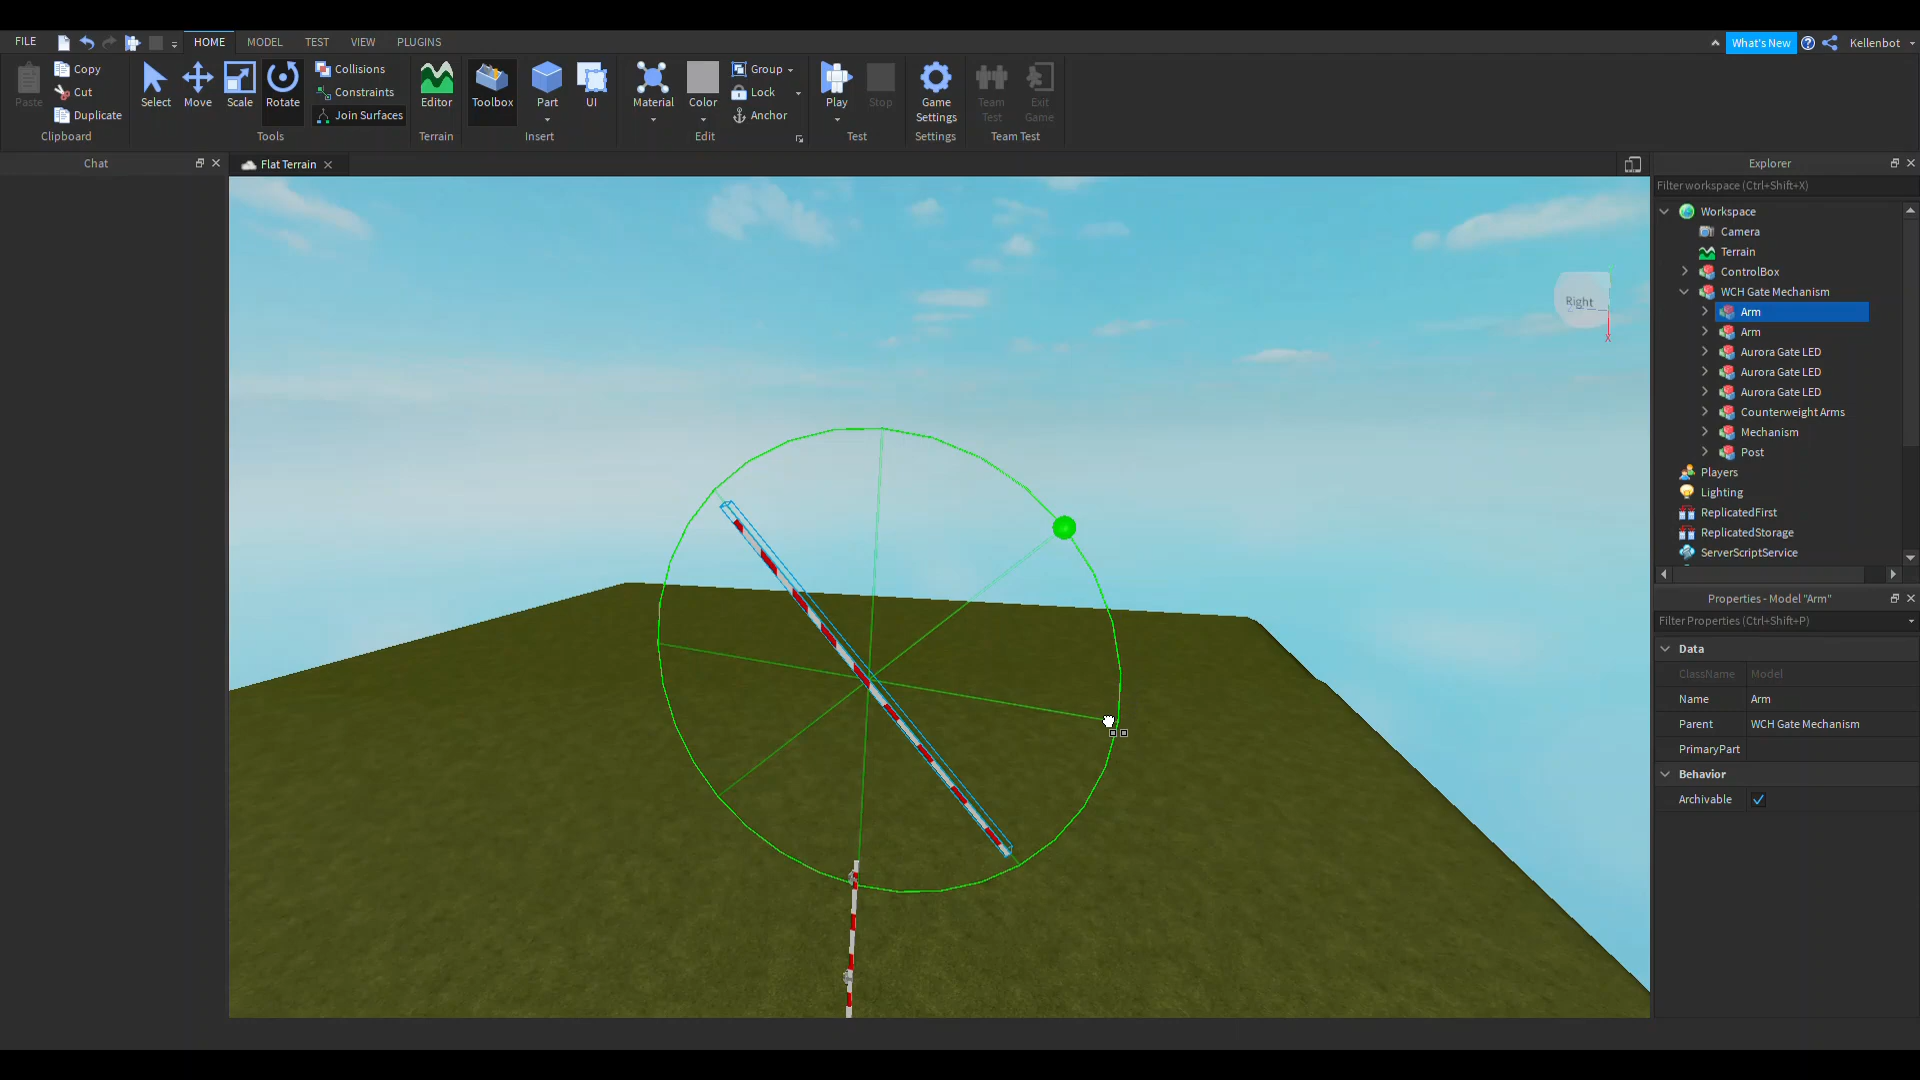 FILE
HOME
MODEL
TEST
VIEW
PLUGINS
What's New
Kellenbot
Paste
Copy
Cut
Duplicate
Clipboard
Select
Move
Scale
Rotate
Collisions
Constraints
Join Surfaces
Tools
Editor
Terrain
Toolbox
Part
UI
Insert
Material
Color
Group
Lock
Anchor
Edit
Play
Stop
Test
Game
Settings
Settings
Team
Test
Exit
Game
Team Test
Chat
Flat Terrain
Right
Z
X
Explorer
Filter workspace (Ctrl+Shift+X)
Workspace
Camera
Terrain
ControlBox
WCH Gate Mechanism
Arm
Arm
Aurora Gate LED
Aurora Gate LED
Aurora Gate LED
Counterweight Arms
Mechanism
Post
Players
Lighting
ReplicatedFirst
ReplicatedStorage
ServerScriptService
Properties - Model "Arm"
Filter Properties (Ctrl+Shift+P)
Data
ClassName Model
Name Arm
Parent WCH Gate Mechanism
PrimaryPart
Behavior
Archivable